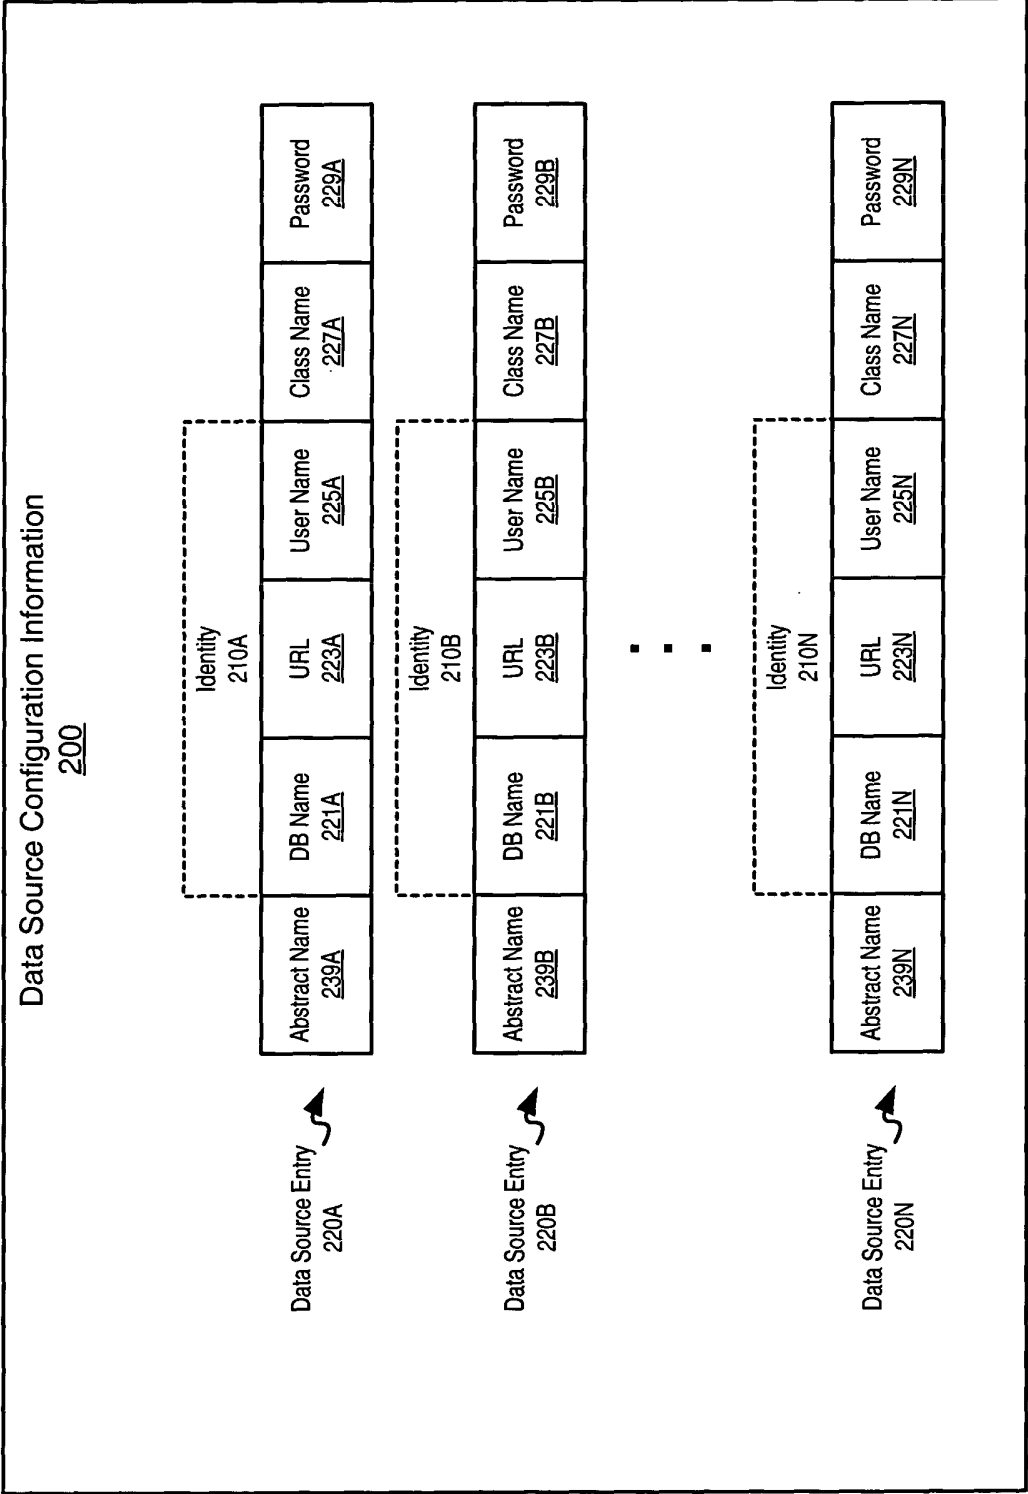 Data Source Configuration Information
200
Identity
210A
Data Source Entry
220A
Abstract Name
239A
DB Name
221A
URL
223A
User Name
225A
Class Name
227A
Password
229A
Identity
210B
Data Source Entry
220B
Abstract Name
239B
DB Name
221B
URL
223B
User Name
225B
Class Name
227B
Password
229B
Identity
210N
Data Source Entry
220N
Abstract Name
239N
DB Name
221N
URL
223N
User Name
225N
Class Name
227N
Password
229N